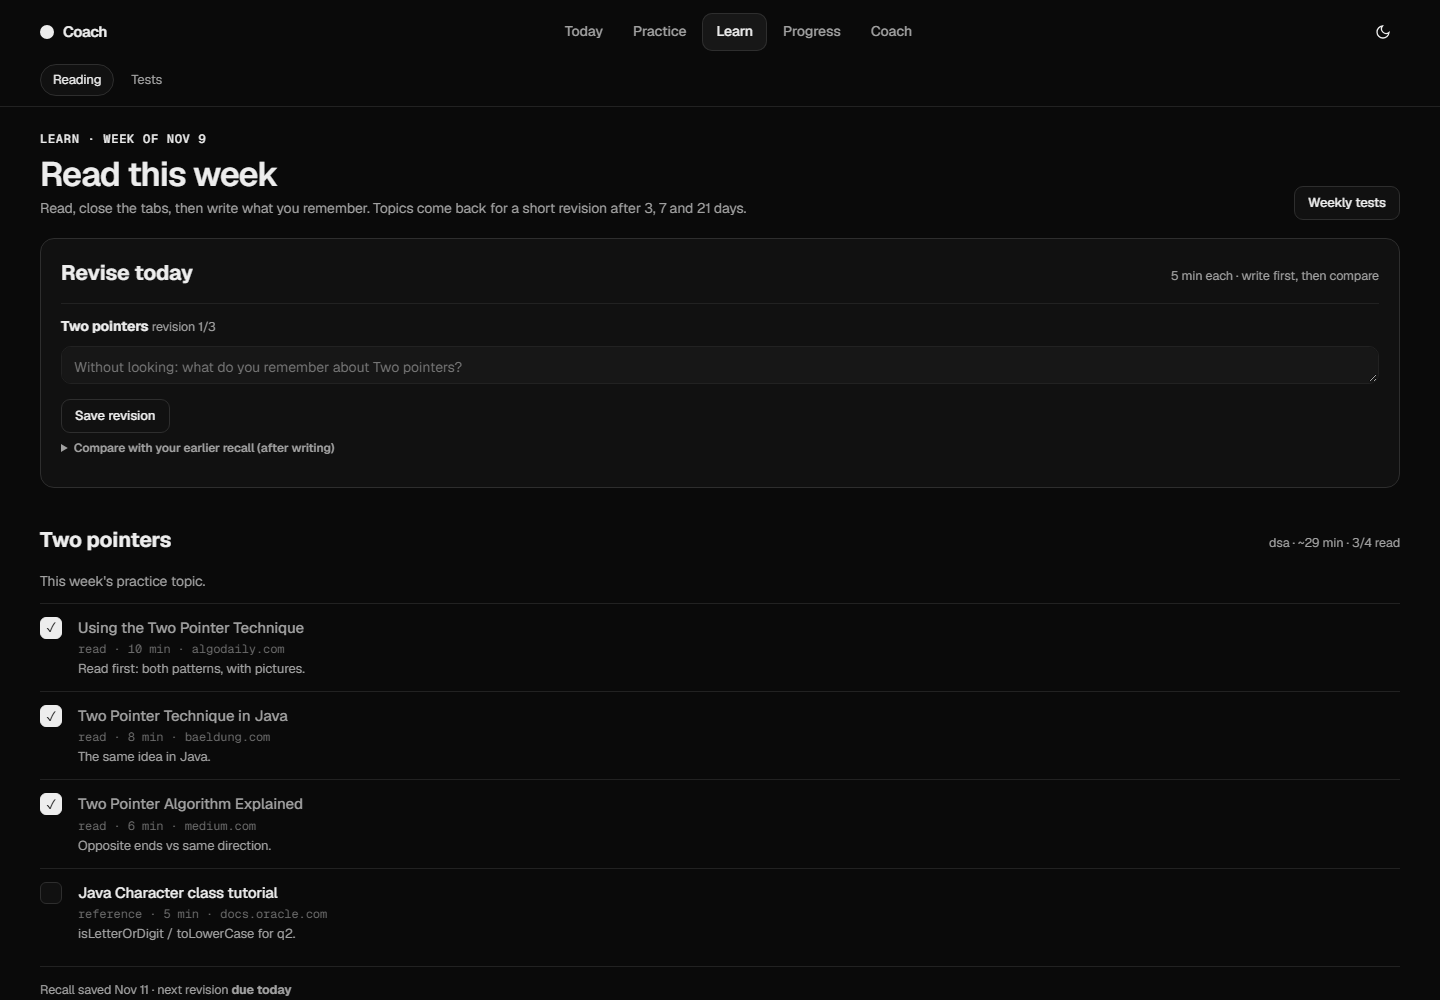 Coach
Today
Practice
Learn
Progress
Coach
Reading
Tests
LEARN · WEEK OF NOV 9
Read this week
Read, close the tabs, then write what you remember. Topics come back for a short revision after 3, 7 and 21 days.
Weekly tests
Revise today
5 min each · write first, then compare
Two pointers revision 1/3
Without looking: what do you remember about Two pointers?
Save revision
Compare with your earlier recall (after writing)
Two pointers
dsa · ~29 min · 3/4 read
This week's practice topic.
Using the Two Pointer Technique
read · 10 min · algodaily.com
Read first: both patterns, with pictures.
Two Pointer Technique in Java
read · 8 min · baeldung.com
The same idea in Java.
Two Pointer Algorithm Explained
read · 6 min · medium.com
Opposite ends vs same direction.
Java Character class tutorial
reference · 5 min · docs.oracle.com
isLetterOrDigit / toLowerCase for q2.
Recall saved Nov 11 · next revision due today